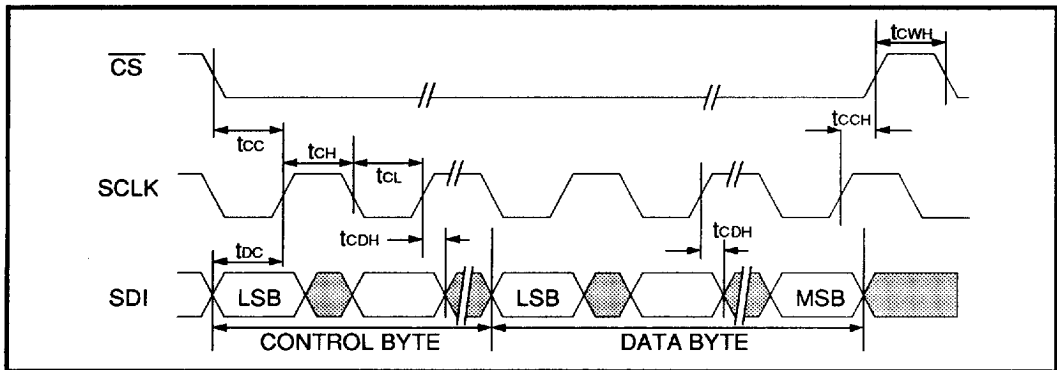 CS
tCWH
tCC
tCCH
SCLK
tCH
tCL
tCDH
tCDH
SDI
tDC
LSB
LSB
MSB
CONTROL BYTE
DATA BYTE